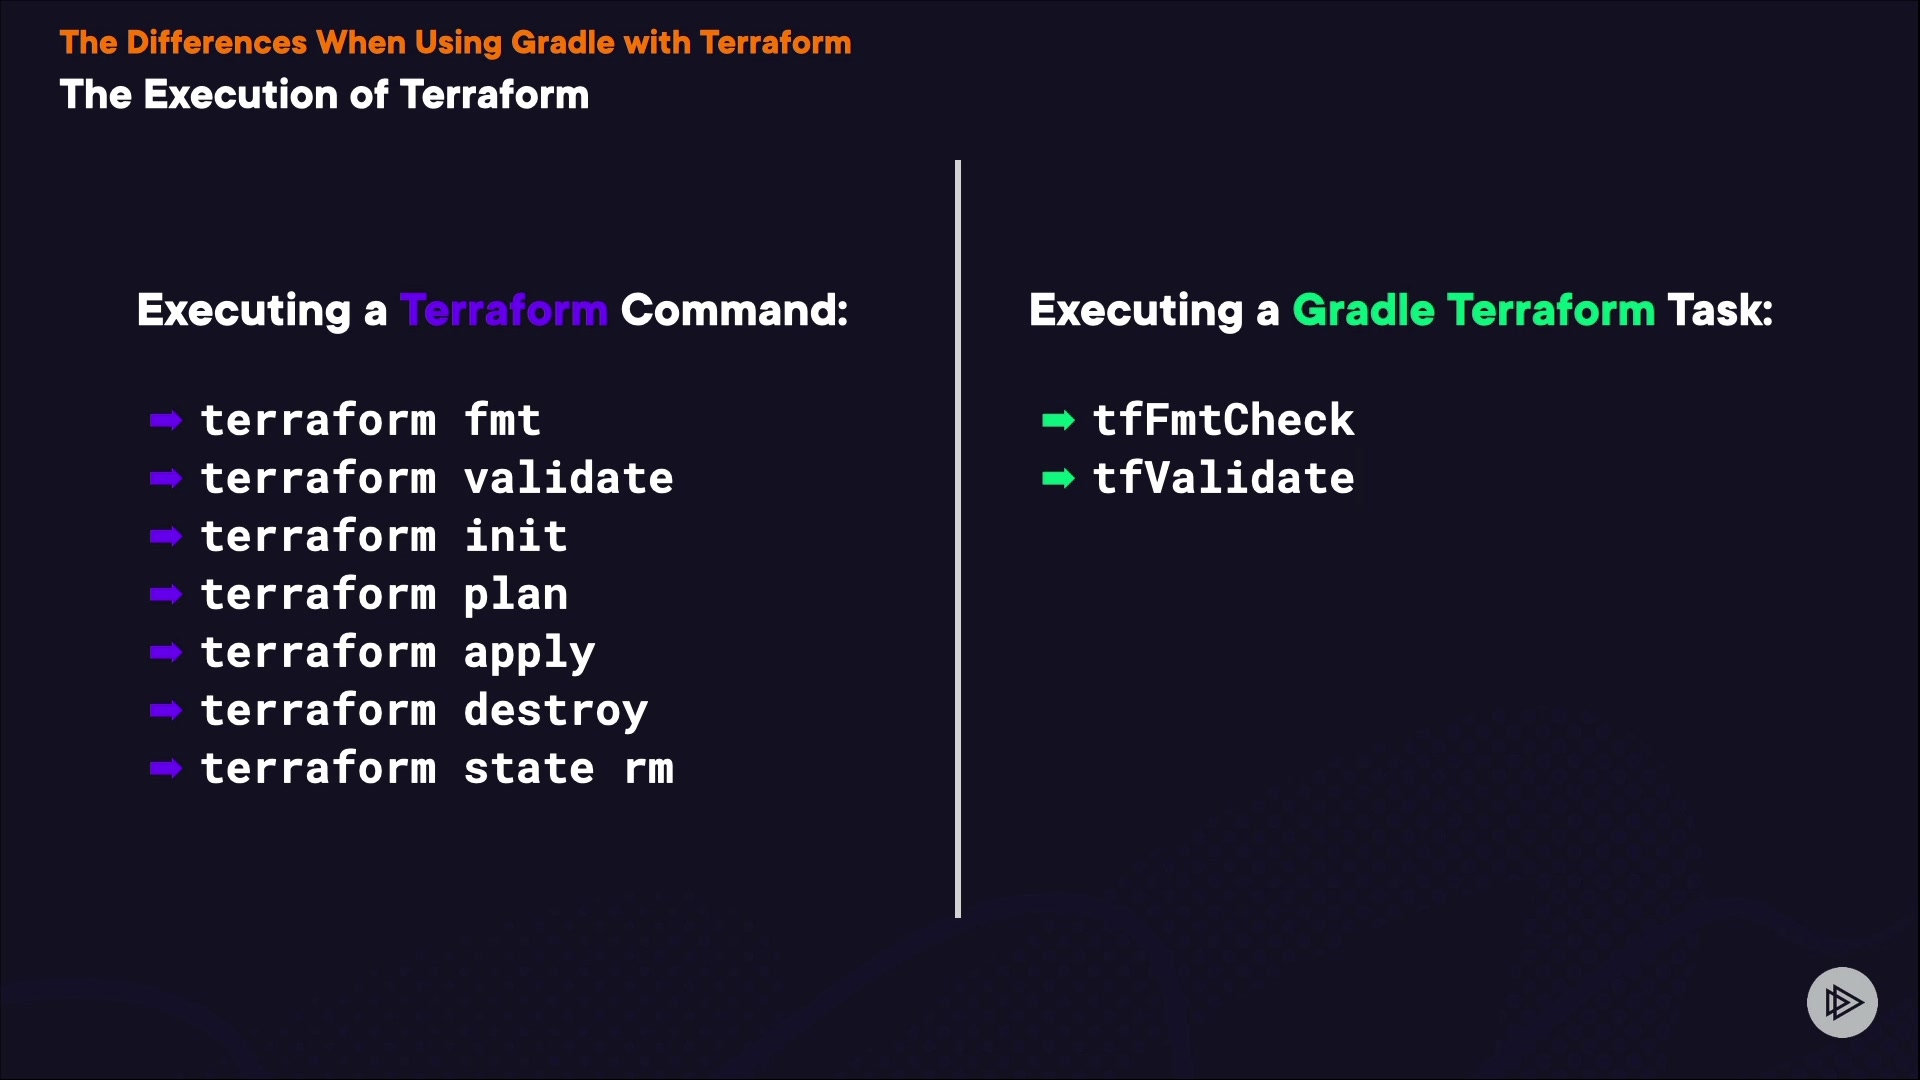 The Differences When Using Gradle with Terraform
The Execution of Terraform
Executing a Terraform Command:
terraform fmt
terraform validate
terraform init
terraform plan
terraform apply
terraform destroy
terraform state rm
Executing a Gradle Terraform Task:
tfFmtCheck
tfValidate